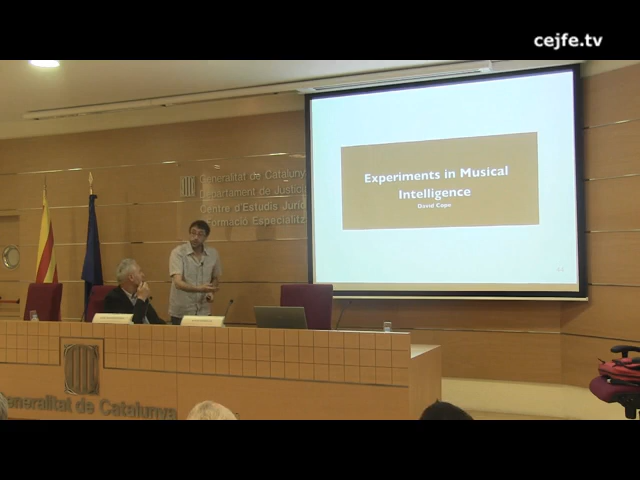 cejfe.tv
Generalitat de Catalunya
Departament de Justícia
Centre d'Estudis Jurid
Formació Especialitz
Experiments in Musical
Intelligence
David Cope
Generalitat de Catalunya